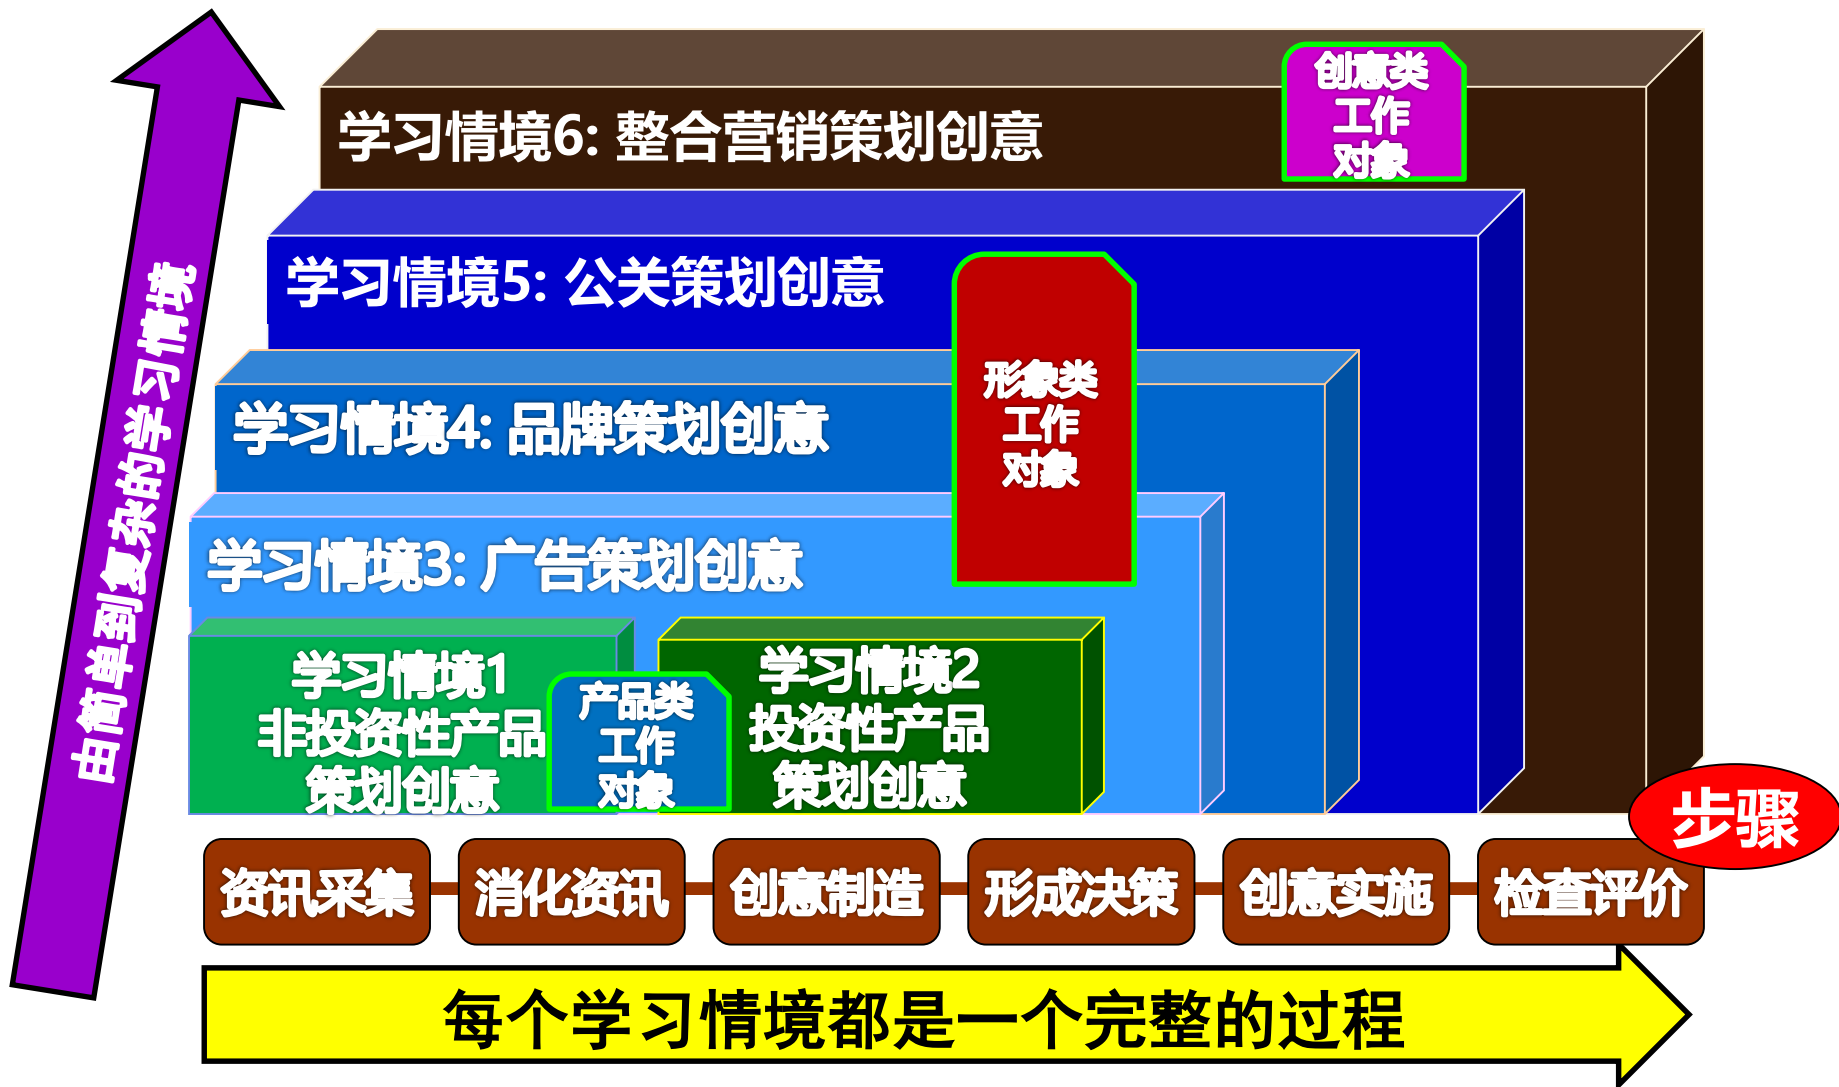 创意类
工作
对象
学习情境6: 整合营销策划创意
学习情境5: 公关策划创意
形象类
工作
对象
学习情境4: 品牌策划创意
学习情境3: 广告策划创意
学习情境1
非投资性产品
策划创意
产品类
工作
对象
学习情境2
投资性产品
策划创意
由简单到复杂的学习情境
步骤
资讯采集
消化资讯
创意制造
形成决策
创意实施
检查评价
每个学习情境都是一个完整的过程